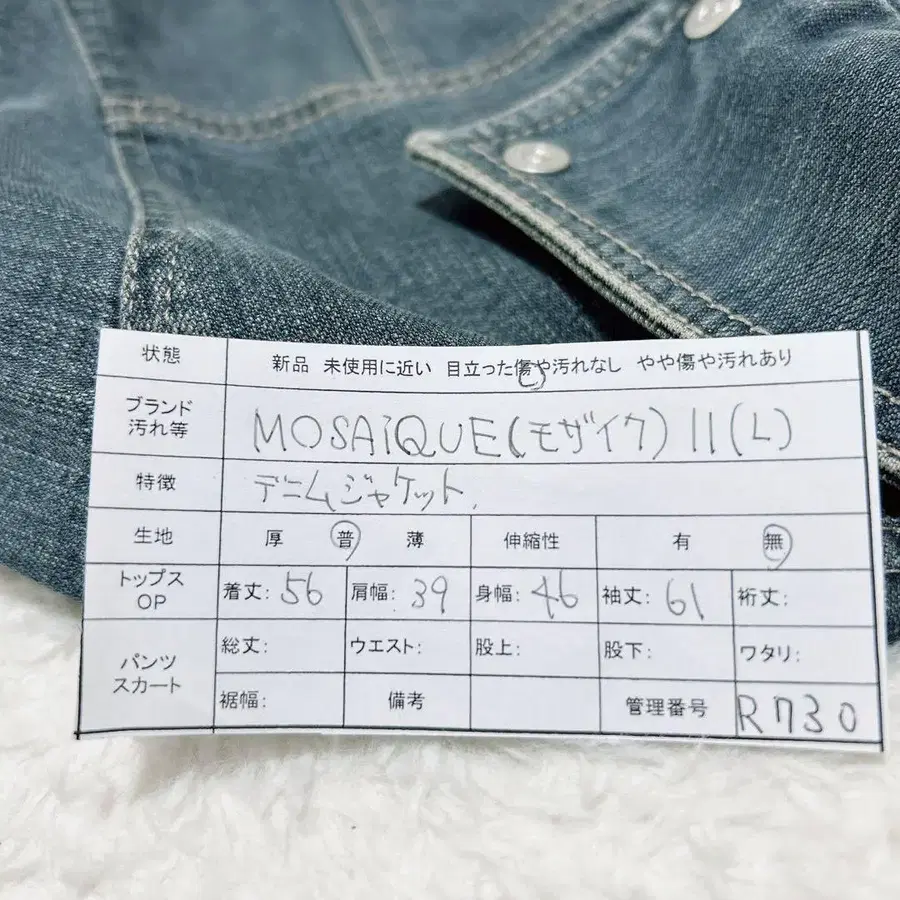 状態 新品 未使用に近い 目立った傷や汚れなし やや傷や汚れあり
ブランド
汚れ等 MOSAiQUE(モザイク) 11(L)
特徴 デニムジャケット.
生地 厚 普 薄 伸縮性 有 無
トップス
OP 着丈: 56 肩幅: 39 身幅: 46 袖丈: 61 裄丈:
パンツ
スカート
総丈: ウエスト: 股上: 股下: ワタリ:
裾幅: 備考 管理番号 R730